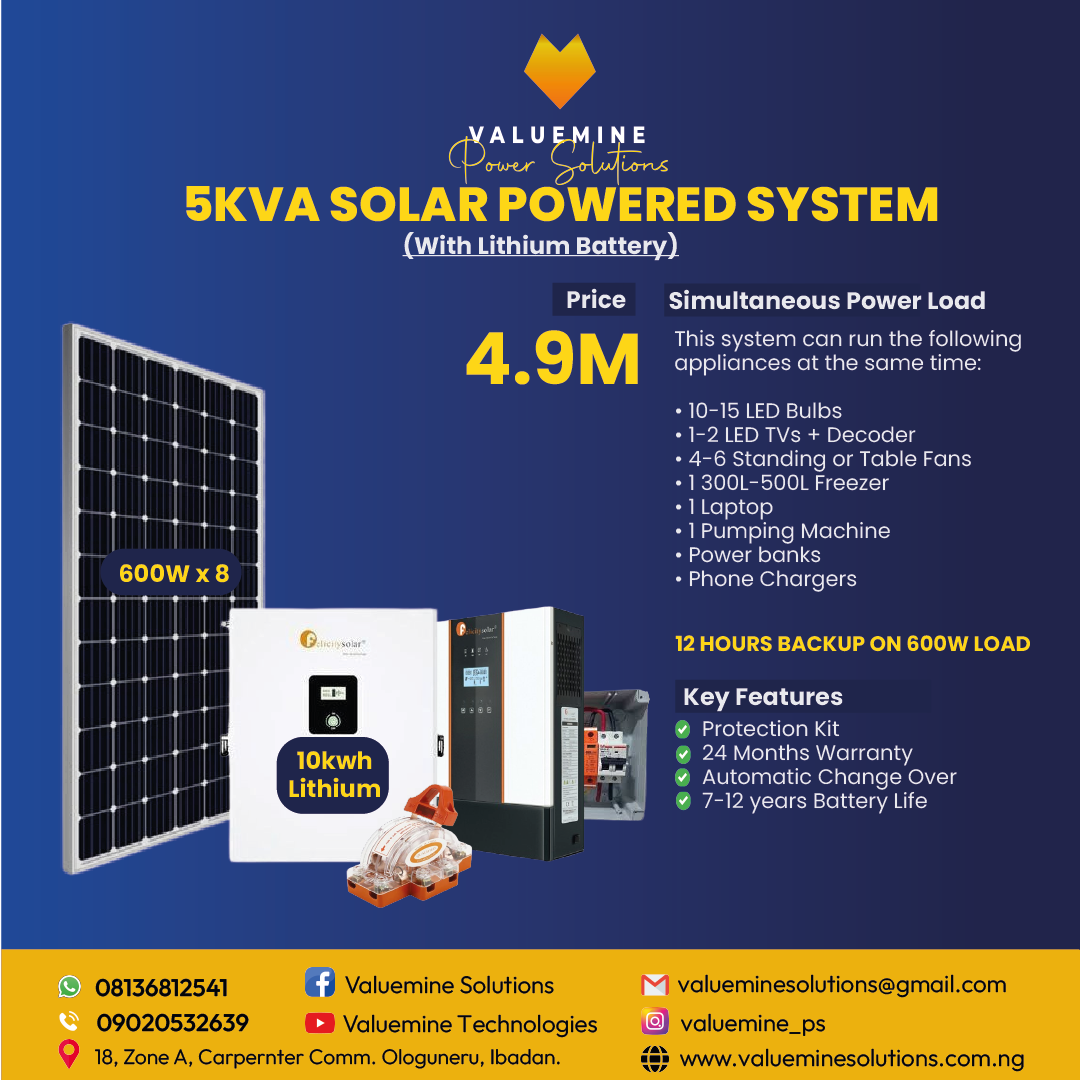 VALUEMINE
Power Solutions
5KVA SOLAR POWERED SYSTEM
(With Lithium Battery)
Price
4.9M
Simultaneous Power Load
This system can run the following
appliances at the same time:
• 10-15 LED Bulbs
• 1-2 LED TVs + Decoder
• 4-6 Standing or Table Fans
• 1 300L-500L Freezer
• 1 Laptop
• 1 Pumping Machine
• Power banks
• Phone Chargers
12 HOURS BACKUP ON 600W LOAD
Key Features
Protection Kit
24 Months Warranty
Automatic Change Over
7-12 years Battery Life
600W x 8
Felicitysolar
Felicitysolar
10kwh
Lithium
08136812541
09020532639
18, Zone A, Carpernter Comm. Ologuneru, Ibadan.
Valuemine Solutions
Valuemine Technologies
valueminesolutions@gmail.com
valuemine_ps
www.valueminesolutions.com.ng